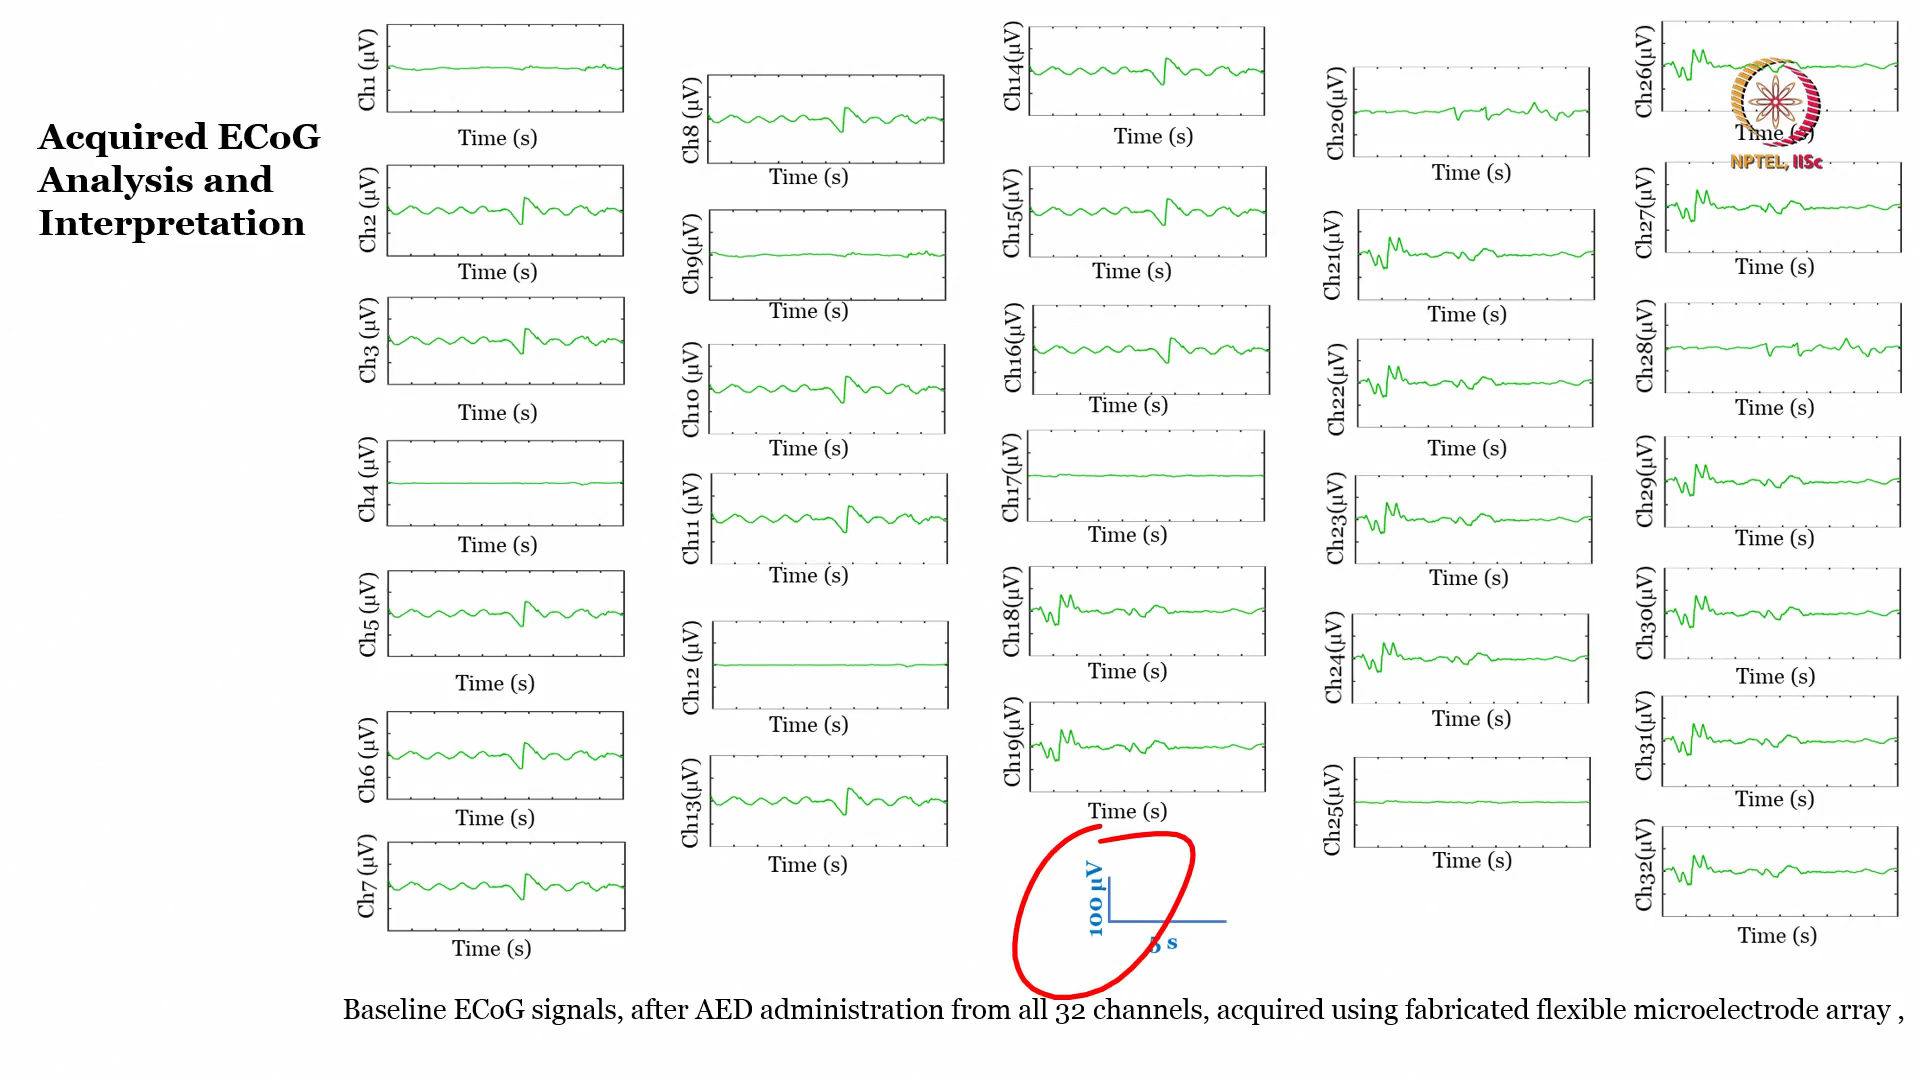 Acquired ECoG
Analysis and
Interpretation
Ch1 (µV)
Time (s)
Ch2 (µV)
Time (s)
Ch3 (µV)
Time (s)
Ch4 (µV)
Time (s)
Ch5 (µV)
Time (s)
Ch6 (µV)
Time (s)
Ch7 (µV)
Time (s)
Ch8 (µV)
Time (s)
Ch9(µV)
Time (s)
Ch10 (µV)
Time (s)
Ch11 (µV)
Time (s)
Ch12 (µV)
Time (s)
Ch13(µV)
Time (s)
Ch14(µV)
Time (s)
Ch15(µV)
Time (s)
Ch16(µV)
Time (s)
Ch17(µV)
Time (s)
Ch18(µV)
Time (s)
Ch19(µV)
Time (s)
100 µV
5 s
Ch20(µV)
Time (s)
Ch21(µV)
Time (s)
Ch22(µV)
Time (s)
Ch23(µV)
Time (s)
Ch24(µV)
Time (s)
Ch25(µV)
Time (s)
Ch26(µV)
Time (s)
NPTEL, IISc
Ch27(µV)
Time (s)
Ch28(µV)
Time (s)
Ch29(µV)
Time (s)
Ch30(µV)
Time (s)
Ch31(µV)
Time (s)
Ch32(µV)
Time (s)
Baseline ECoG signals, after AED administration from all 32 channels, acquired using fabricated flexible microelectrode array ,